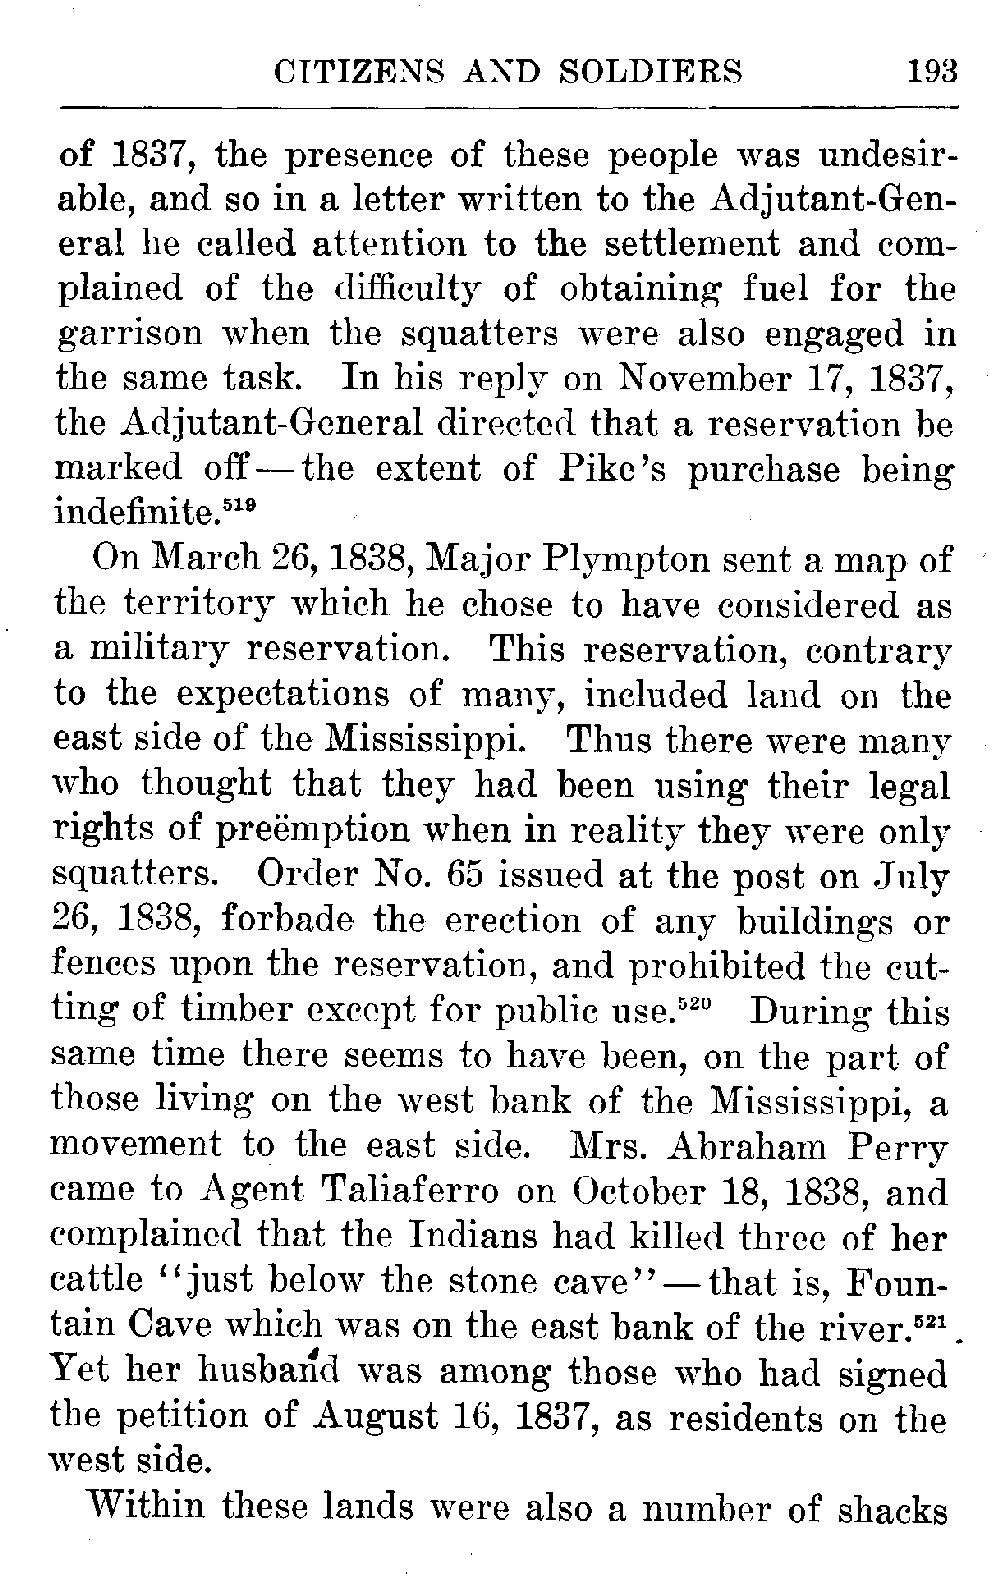 CITIZENS AND SOLDIERS 193
of 1837, the presence of these people was undesir-
able, and so in a letter written to the Adjutant-Gen-
eral he called attention to the settlement and com-
plained of the difficulty of obtaining fuel for the
garrison when the squatters were also engaged in
the same task. In his reply on November 17, 1837,
the Adjutant-General directed that a reservation be
marked off — the extent of Pike's purchase being
indefinite.⁵¹⁹
On March 26, 1838, Major Plympton sent a map of
the territory which he chose to have considered as
a military reservation. This reservation, contrary
to the expectations of many, included land on the
east side of the Mississippi. Thus there were many
who thought that they had been using their legal
rights of preëmption when in reality they were only
squatters. Order No. 65 issued at the post on July
26, 1838, forbade the erection of any buildings or
fences upon the reservation, and prohibited the cut-
ting of timber except for public use.⁵²⁰ During this
same time there seems to have been, on the part of
those living on the west bank of the Mississippi, a
movement to the east side. Mrs. Abraham Perry
came to Agent Taliaferro on October 18, 1838, and
complained that the Indians had killed three of her
cattle "just below the stone cave" — that is, Foun-
tain Cave which was on the east bank of the river.⁵²¹
Yet her husband was among those who had signed
the petition of August 16, 1837, as residents on the
west side.
Within these lands were also a number of shacks